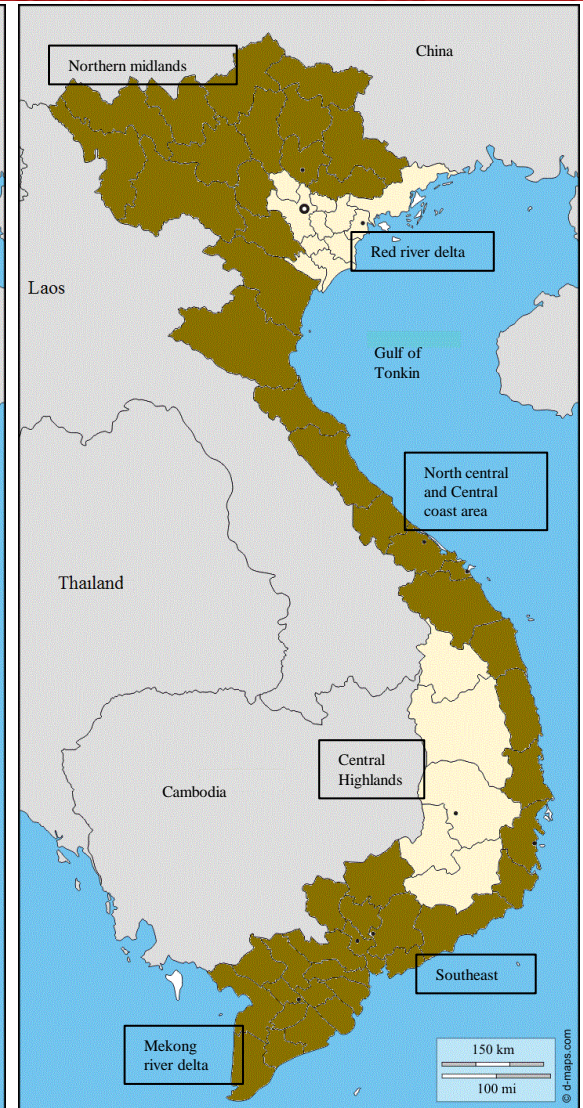 China
Northern midlands
Red river delta
Laos
Gulf of
Tonkin
North central
and Central
coast area
Thailand
Central
Highlands
Cambodia
Southeast
Mekong
river delta
150 km
100 mi
© d-maps.com